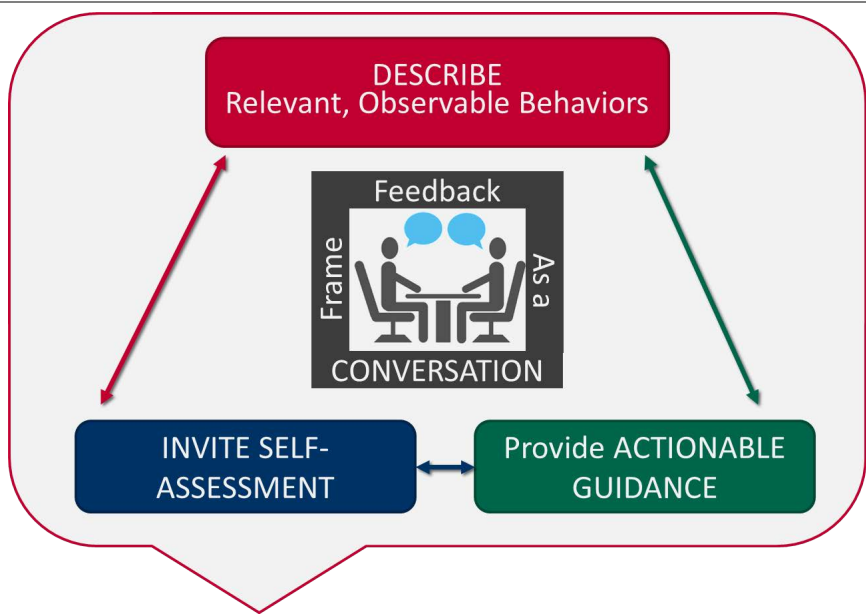 DESCRIBE
Relevant, Observable Behaviors
Frame
Feedback
As a
CONVERSATION
INVITE SELF-
ASSESSMENT
Provide ACTIONABLE
GUIDANCE